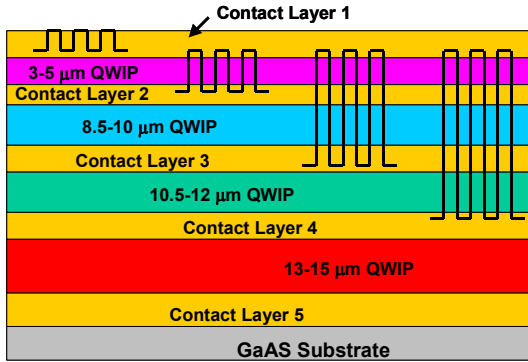 Contact Layer 1
3-5 μm QWIP
Contact Layer 2
8.5-10 μm QWIP
Contact Layer 3
10.5-12 μm QWIP
Contact Layer 4
13-15 μm QWIP
Contact Layer 5
GaAS Substrate